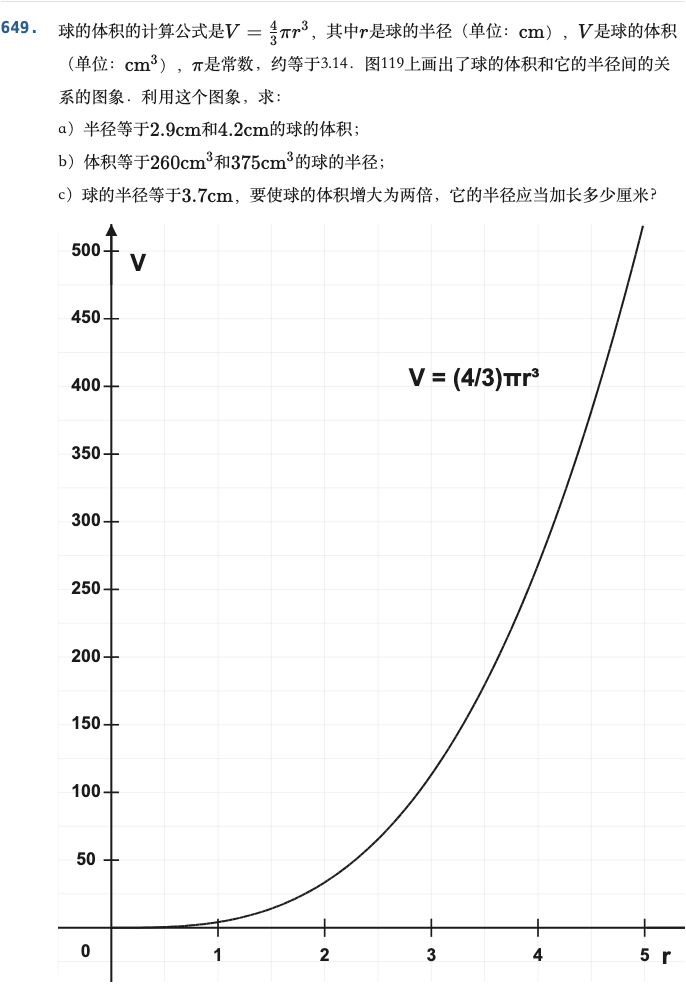 649. 球的体积的计算公式是V = 4/3 πr³，其中r是球的半径（单位：cm），V是球的体积
（单位：cm³），π是常数，约等于3.14．图119上画出了球的体积和它的半径间的关
系的图象．利用这个图象，求：
a）半径等于2.9cm和4.2cm的球的体积；
b）体积等于260cm³和375cm³的球的半径；
c）球的半径等于3.7cm，要使球的体积增大为两倍，它的半径应当加长多少厘米？
500
V
450
V = (4/3)πr³
400
350
300
250
200
150
100
50
0 1 2 3 4 5 r